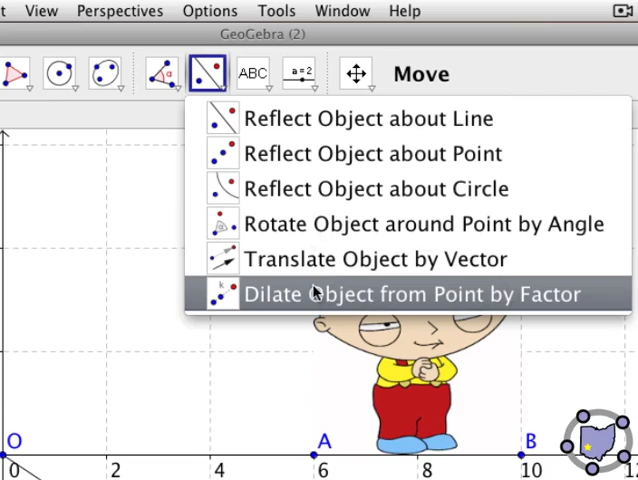 t View Perspectives Options Tools Window Help
GeoGebra (2)
α ABC a=2 Move
Reflect Object about Line
Reflect Object about Point
Reflect Object about Circle
Rotate Object around Point by Angle
Translate Object by Vector
k Dilate Object from Point by Factor
O A B
0 2 4 6 8 10 12